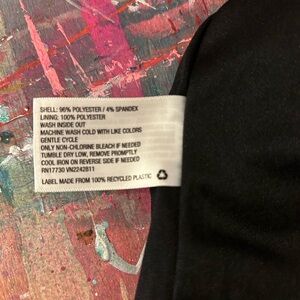 SHELL: 96% POLYESTER / 4% SPANDEX
LINING: 100% POLYESTER
WASH INSIDE OUT
MACHINE WASH COLD WITH LIKE COLORS
GENTLE CYCLE
ONLY NON-CHLORINE BLEACH IF NEEDED
TUMBLE DRY LOW, REMOVE PROMPTLY
COOL IRON ON REVERSE SIDE IF NEEDED
RN17730 VN2242B11
LABEL MADE FROM 100% RECYCLED PLASTIC